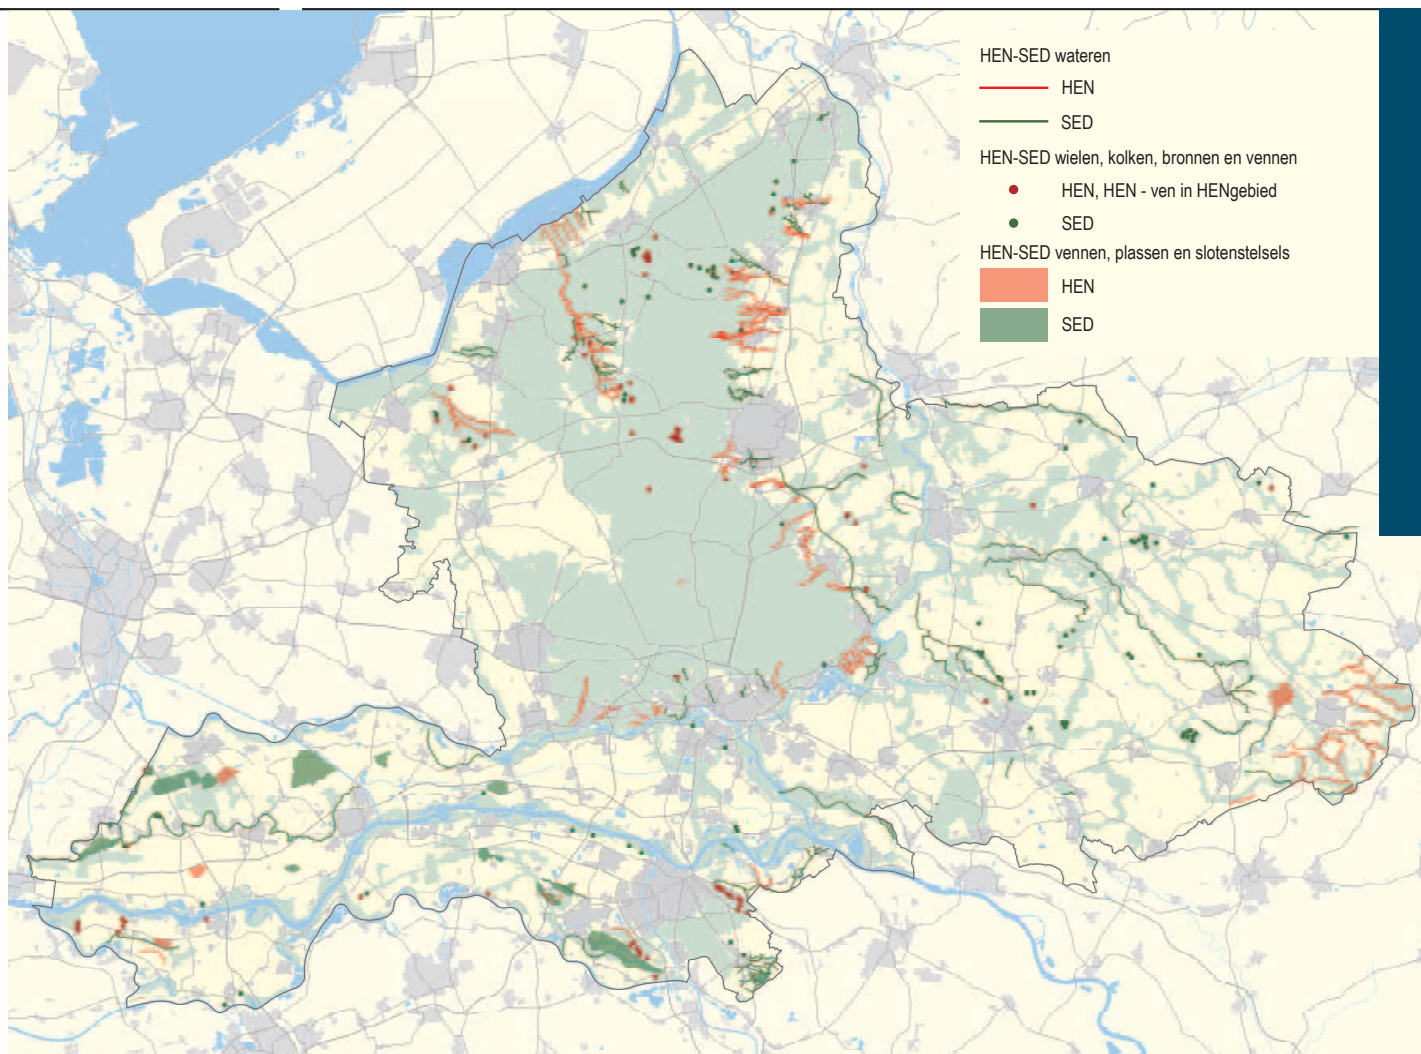 HEN-SED wateren
HEN
SED
HEN-SED wielen, kolken, bronnen en vennen
HEN, HEN - ven in HENgebied
SED
HEN-SED vennen, plassen en slotenstelsels
HEN
SED